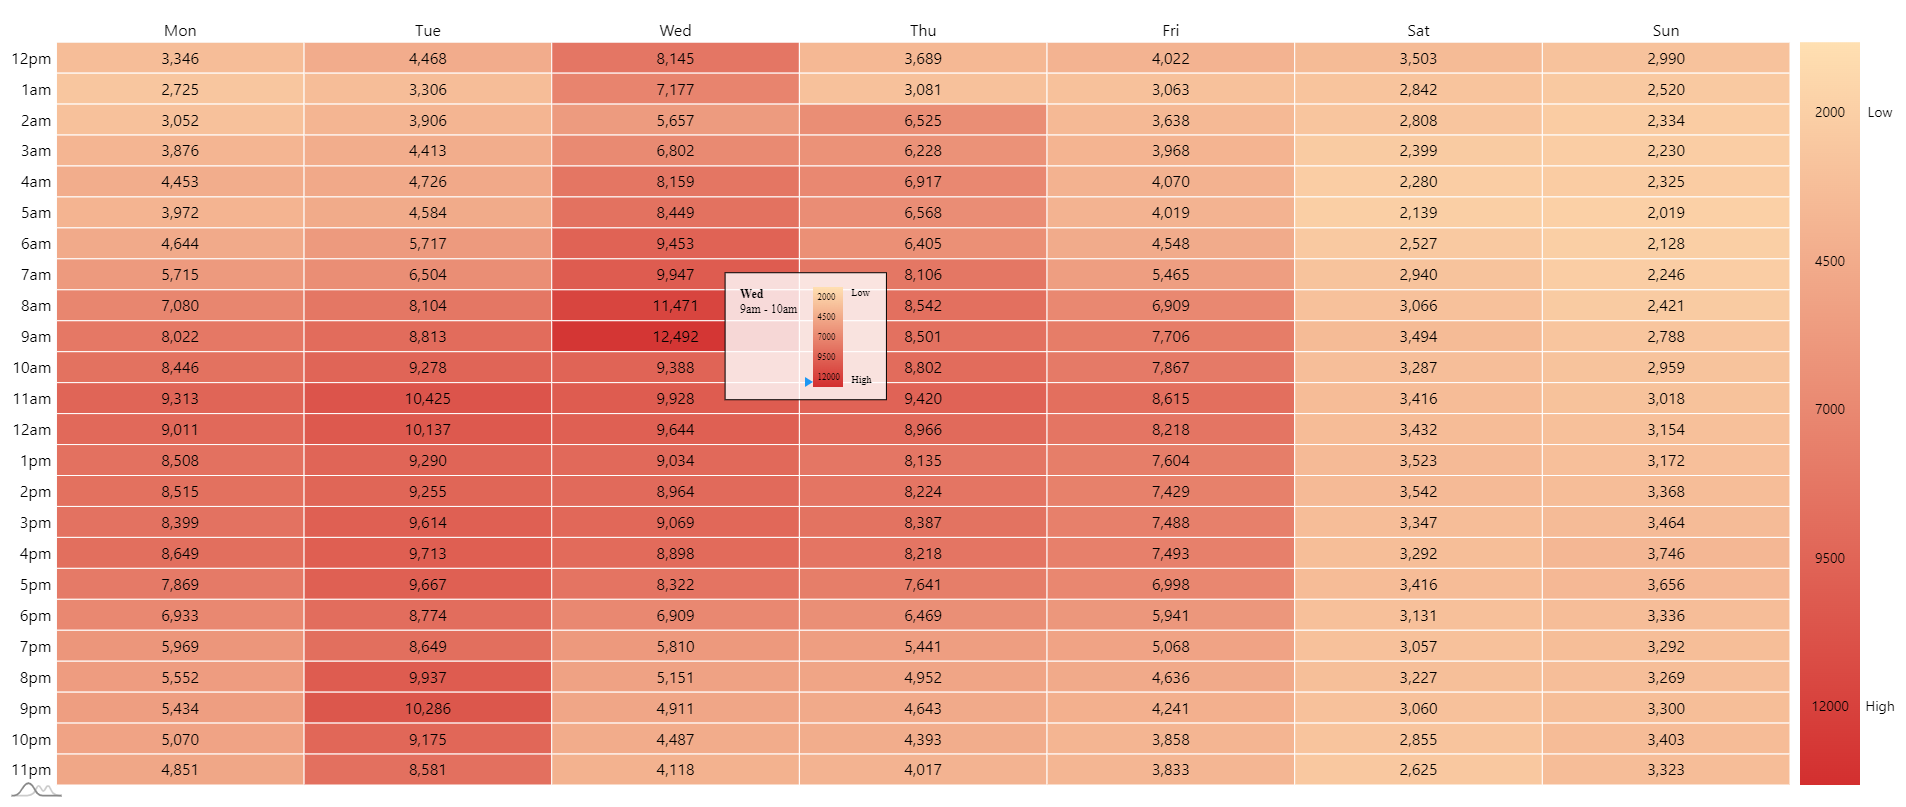 Mon Tue Wed Thu Fri Sat Sun
12pm 3,346 4,468 8,145 3,689 4,022 3,503 2,990
1am 2,725 3,306 7,177 3,081 3,063 2,842 2,520
2am 3,052 3,906 5,657 6,525 3,638 2,808 2,334 2000 Low
3am 3,876 4,413 6,802 6,228 3,968 2,399 2,230
4am 4,453 4,726 8,159 6,917 4,070 2,280 2,325
5am 3,972 4,584 8,449 6,568 4,019 2,139 2,019
6am 4,644 5,717 9,453 6,405 4,548 2,527 2,128
7am 5,715 6,504 9,947 8,106 5,465 2,940 2,246 4500
8am 7,080 8,104 11,471 8,542 6,909 3,066 2,421
9am 8,022 8,813 12,492 8,501 7,706 3,494 2,788
10am 8,446 9,278 9,388 8,802 7,867 3,287 2,959
11am 9,313 10,425 9,928 9,420 8,615 3,416 3,018 7000
12am 9,011 10,137 9,644 8,966 8,218 3,432 3,154
1pm 8,508 9,290 9,034 8,135 7,604 3,523 3,172
2pm 8,515 9,255 8,964 8,224 7,429 3,542 3,368
3pm 8,399 9,614 9,069 8,387 7,488 3,347 3,464
4pm 8,649 9,713 8,898 8,218 7,493 3,292 3,746 9500
5pm 7,869 9,667 8,322 7,641 6,998 3,416 3,656
6pm 6,933 8,774 6,909 6,469 5,941 3,131 3,336
7pm 5,969 8,649 5,810 5,441 5,068 3,057 3,292
8pm 5,552 9,937 5,151 4,952 4,636 3,227 3,269
9pm 5,434 10,286 4,911 4,643 4,241 3,060 3,300 12000 High
10pm 5,070 9,175 4,487 4,393 3,858 2,855 3,403
11pm 4,851 8,581 4,118 4,017 3,833 2,625 3,323
Wed 2000 Low
9am - 10am
4500
7000
9500
12000 High